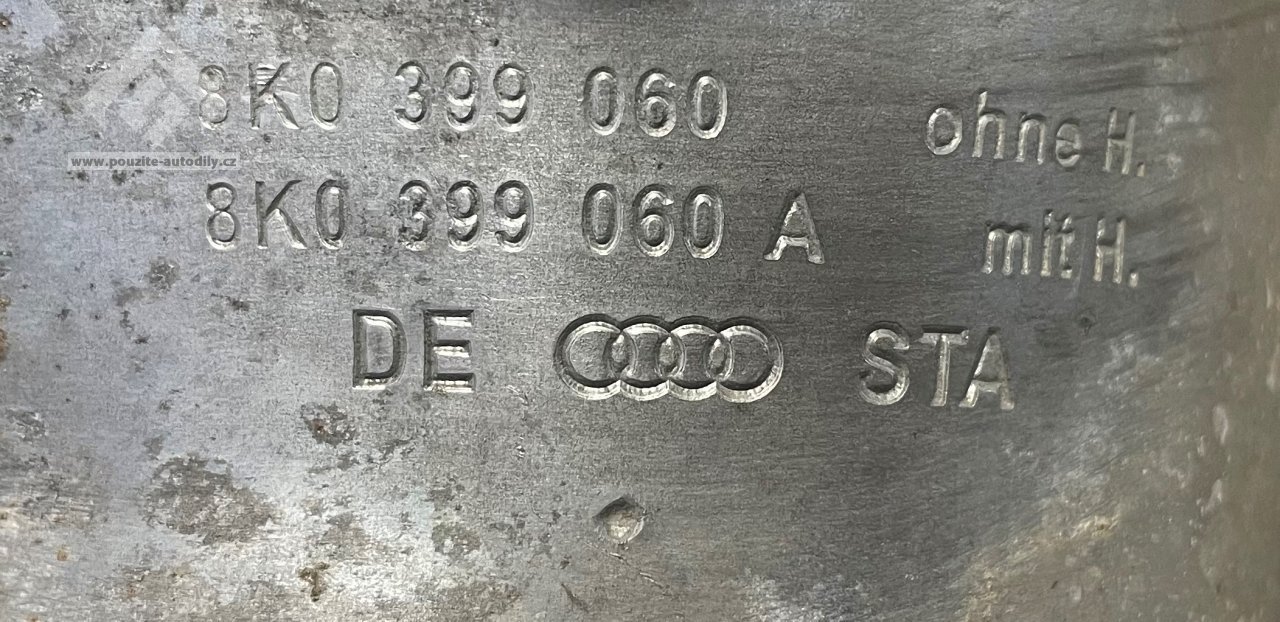 8K0 399 060 ohne H.
www.pouzite-autodily.cz
8K0 399 060 A mit H.
DE STA